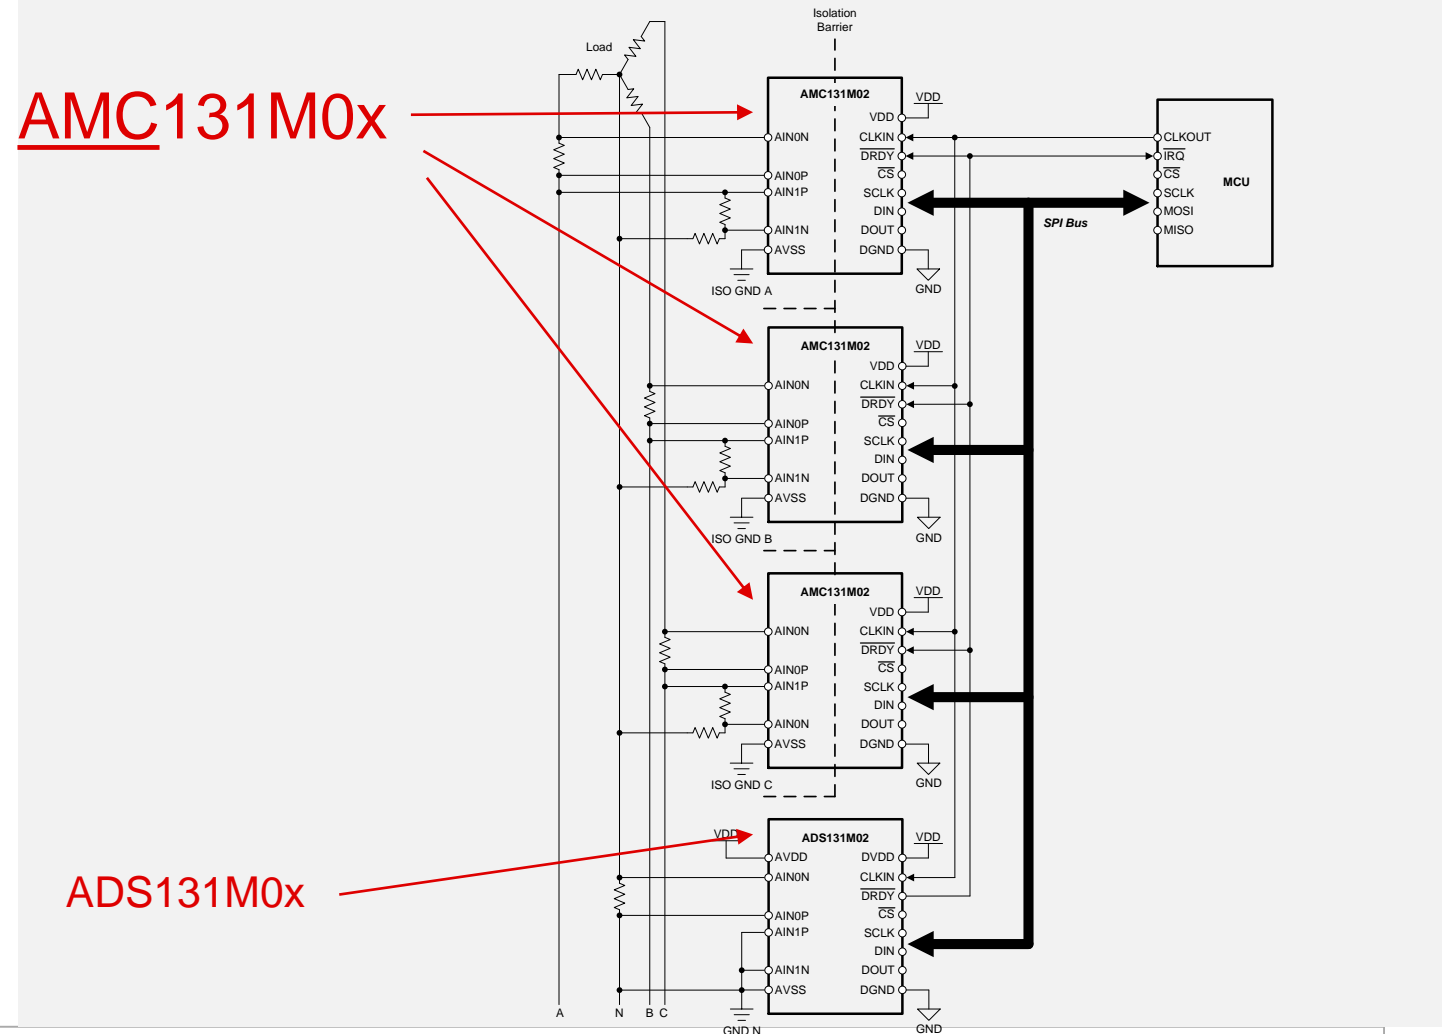 Isolation
Barrier
Load
AMC131M0x
AMC131M02
VDD
VDD
AIN0N
CLKIN
DRDY
AIN0P
CS
AIN1P
SCLK
DIN
AIN1N
DOUT
AVSS
DGND
ISO GND A
GND
CLKOUT
IRQ
CS
MCU
SCLK
MOSI
MISO
SPI Bus
AMC131M02
VDD
VDD
AIN0N
CLKIN
DRDY
AIN0P
CS
AIN1P
SCLK
DIN
AIN1N
DOUT
AVSS
DGND
ISO GND B
GND
AMC131M02
VDD
VDD
AIN0N
CLKIN
DRDY
AIN0P
CS
AIN1P
SCLK
DIN
AIN0N
DOUT
AVSS
DGND
ISO GND C
GND
ADS131M0x
VDD
ADS131M02
VDD
AVDD
DVDD
AIN0N
CLKIN
DRDY
AIN0P
CS
AIN1P
SCLK
DIN
AIN1N
DOUT
AVSS
DGND
A
N
B
C
GND N
GND